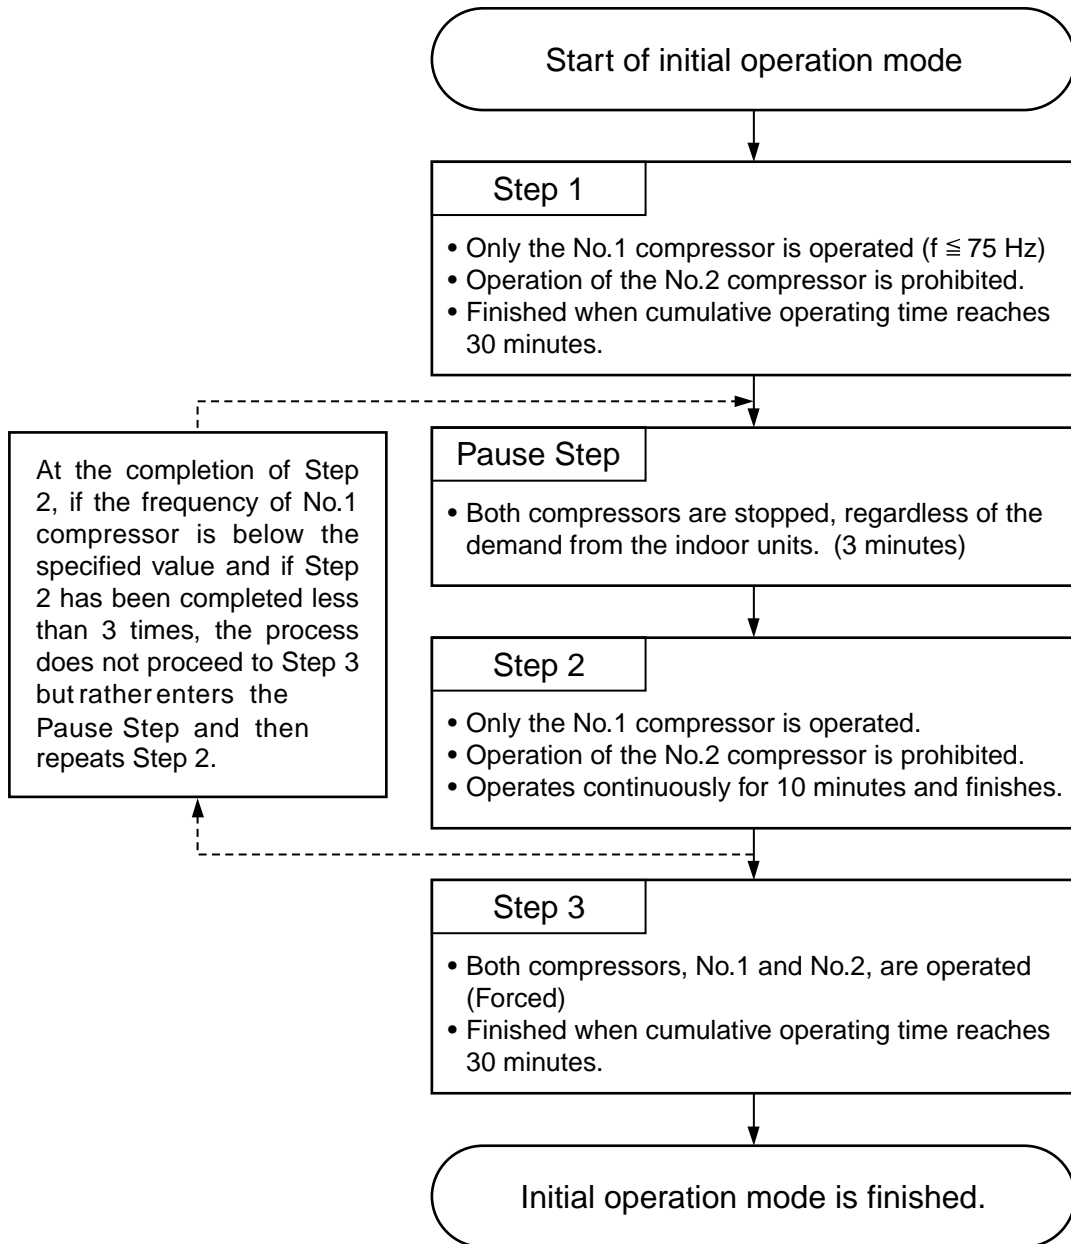 Start of initial operation mode
Step 1
• Only the No.1 compressor is operated (f ≦ 75 Hz)
• Operation of the No.2 compressor is prohibited.
• Finished when cumulative operating time reaches
30 minutes.
Pause Step
• Both compressors are stopped, regardless of the
demand from the indoor units.  (3 minutes)
At the completion of Step
2, if the frequency of No.1
compressor is below the
specified value and if Step
2 has been completed less
than 3 times, the process
does not proceed to Step 3
but rather enters the
Pause Step and then
repeats Step 2.
Step 2
• Only the No.1 compressor is operated.
• Operation of the No.2 compressor is prohibited.
• Operates continuously for 10 minutes and finishes.
Step 3
• Both compressors, No.1 and No.2, are operated
(Forced)
• Finished when cumulative operating time reaches
30 minutes.
Initial operation mode is finished.